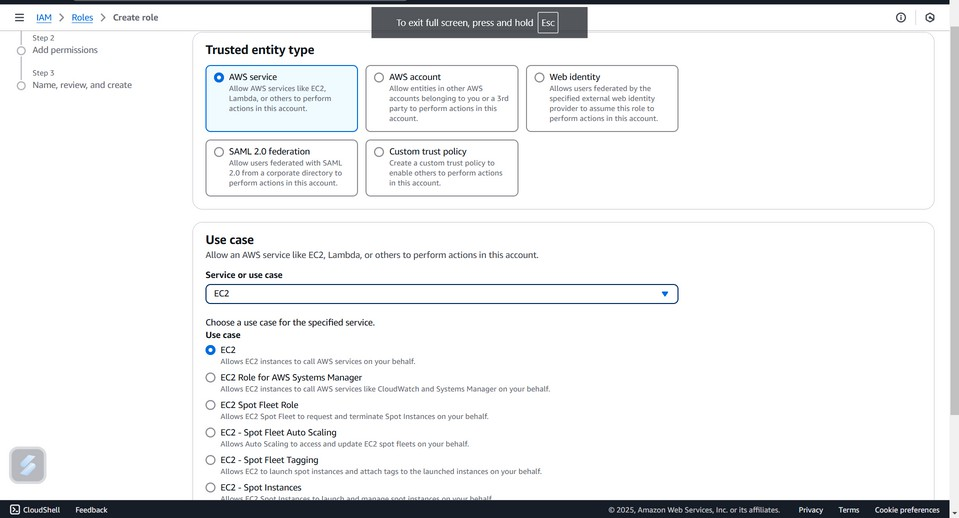 IAM > Roles > Create role
To exit full screen, press and hold Esc
Step 2
Add permissions
Step 3
Name, review, and create
Trusted entity type
AWS service
Allow AWS services like EC2,
Lambda, or others to perform
actions in this account.
AWS account
Allow entities in other AWS
accounts belonging to you or a 3rd
party to perform actions in this
account.
Web identity
Allows users federated by the
specified external web identity
provider to assume this role to
perform actions in this account.
SAML 2.0 federation
Allow users federated with SAML
2.0 from a corporate directory to
perform actions in this account.
Custom trust policy
Create a custom trust policy to
enable others to perform actions
in this account.
Use case
Allow an AWS service like EC2, Lambda, or others to perform actions in this account.
Service or use case
EC2
Choose a use case for the specified service.
Use case
EC2
Allows EC2 instances to call AWS services on your behalf.
EC2 Role for AWS Systems Manager
Allows EC2 instances to call AWS services like CloudWatch and Systems Manager on your behalf.
EC2 Spot Fleet Role
Allows EC2 Spot Fleet to request and terminate Spot Instances on your behalf.
EC2 - Spot Fleet Auto Scaling
Allows Auto Scaling to access and update EC2 spot fleets on your behalf.
EC2 - Spot Fleet Tagging
Allows EC2 to launch spot instances and attach tags to the launched instances on your behalf.
EC2 - Spot Instances
Allows EC2 Spot Instances to launch and manage spot instances on your behalf.
CloudShell Feedback © 2025, Amazon Web Services, Inc. or its affiliates. Privacy Terms Cookie preferences